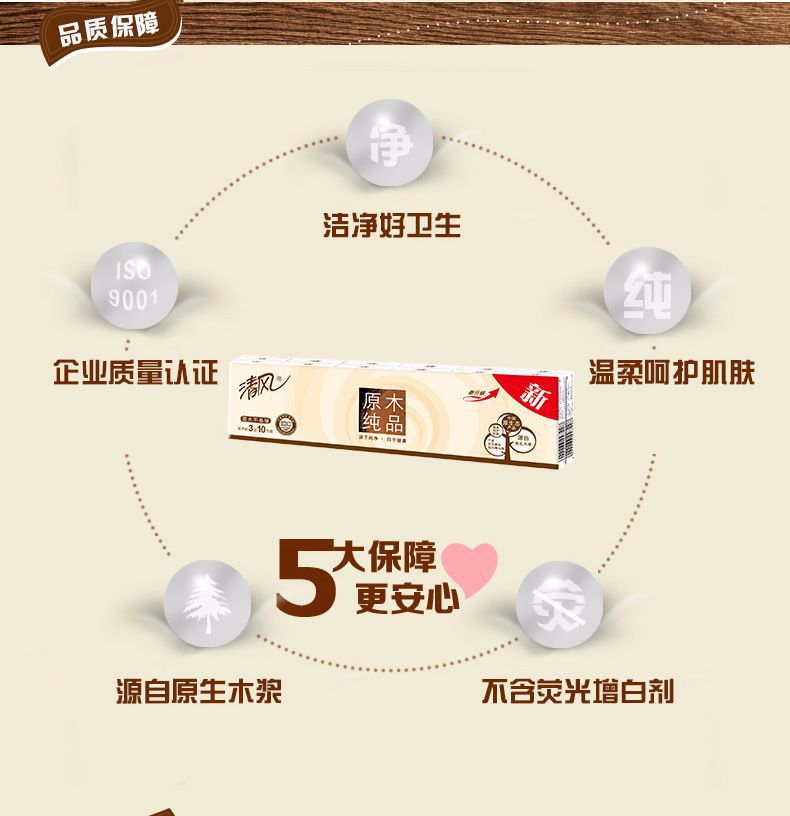 品质保障
净
洁净好卫生
ISO
9001
企业质量认证
纯
温柔呵护肌肤
清风
原木
纯品
新
5大保障
更安心
源自原生木浆
荧
不含荧光增白剂